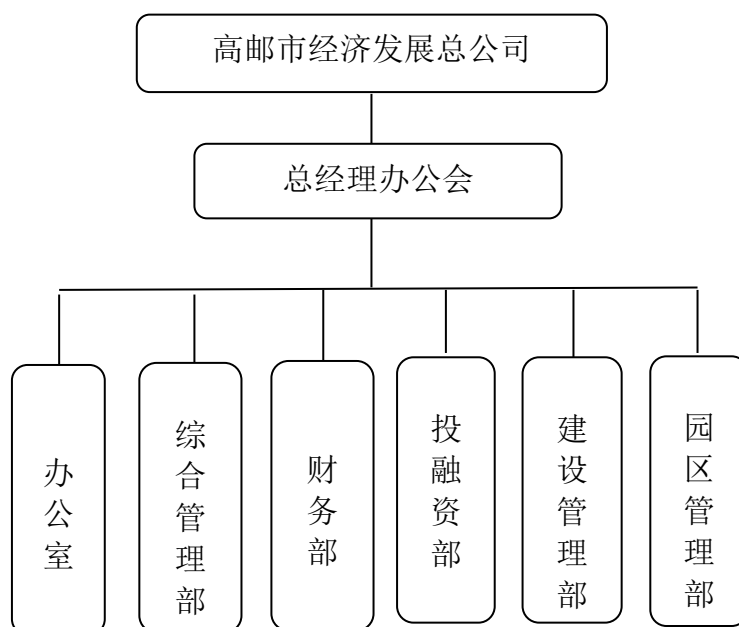 高邮市经济发展总公司
总经理办公会
办公室
综合管理部
财务部
投融资部
建设管理部
园区管理部